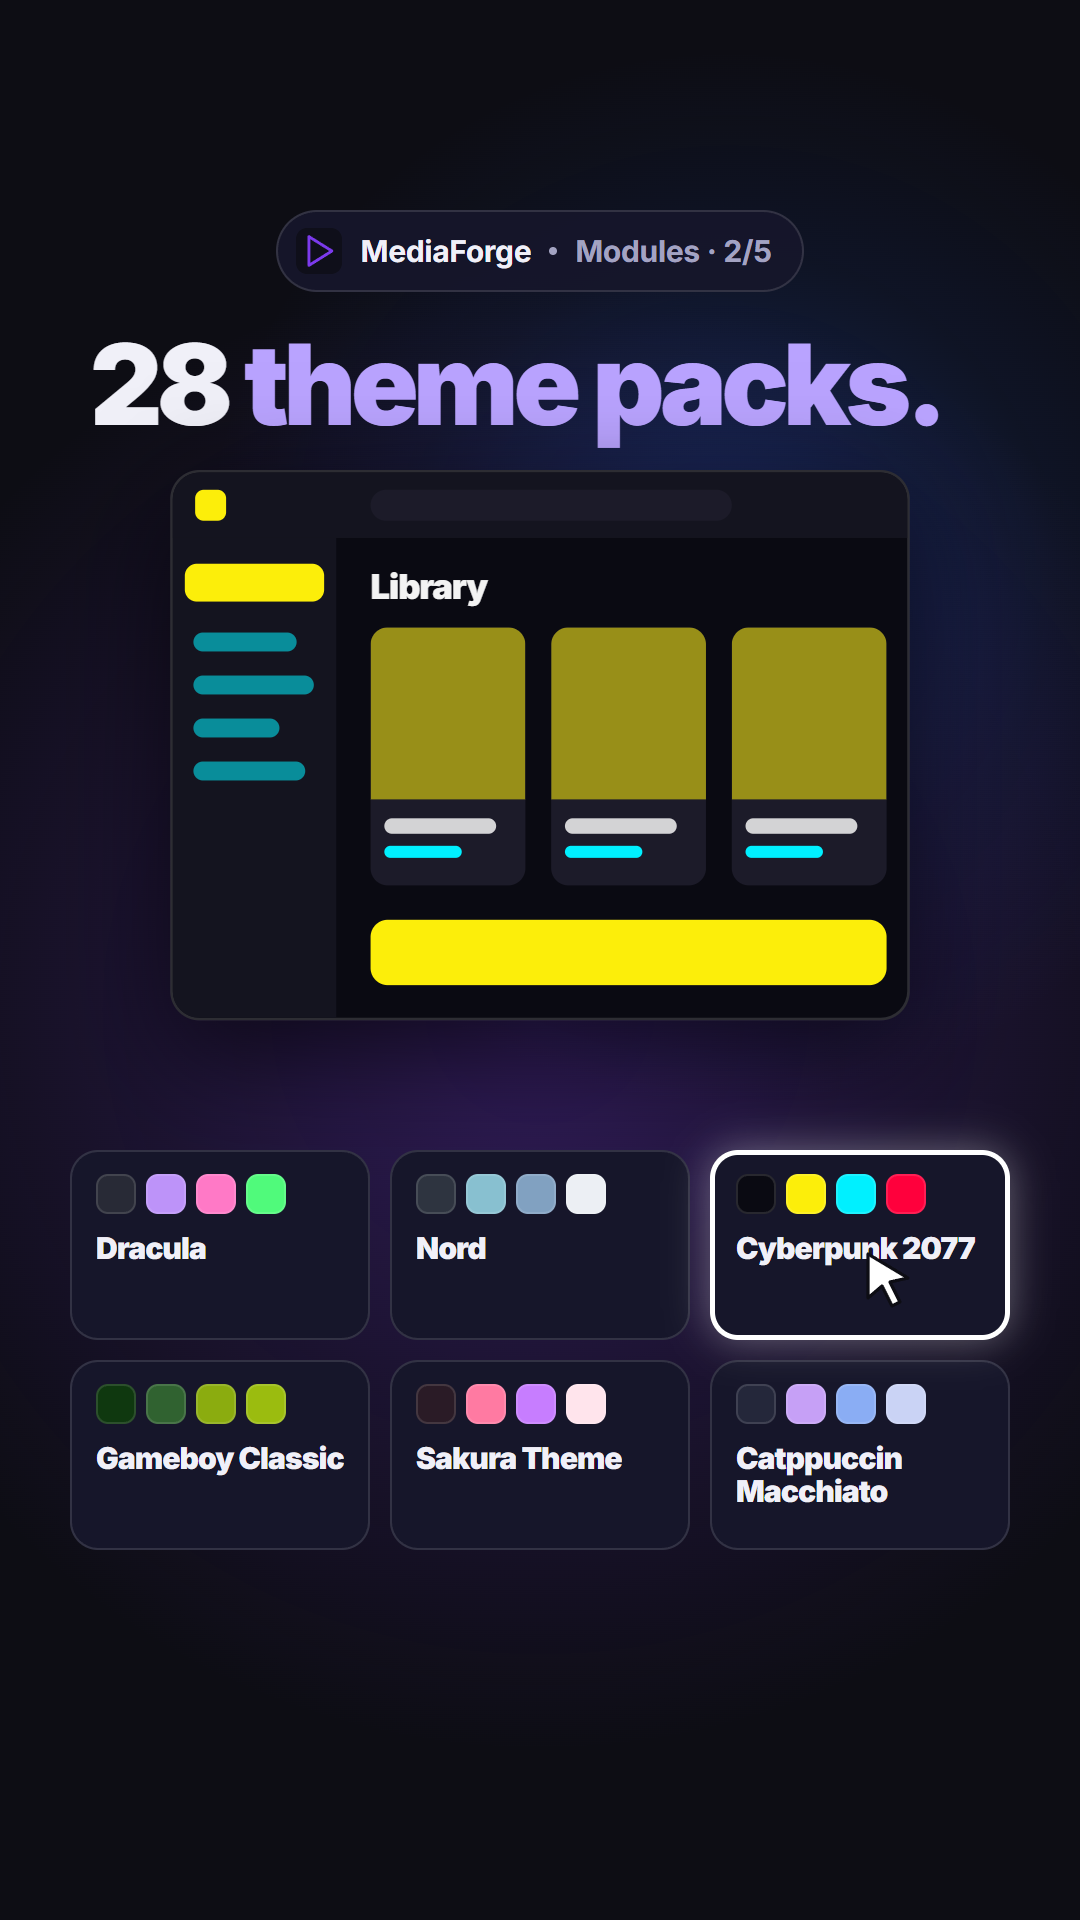 MediaForge • Modules · 2/5
28 theme packs.
Library
Dracula
Nord
Cyberpunk 2077
Gameboy Classic
Sakura Theme
Catppuccin
Macchiato